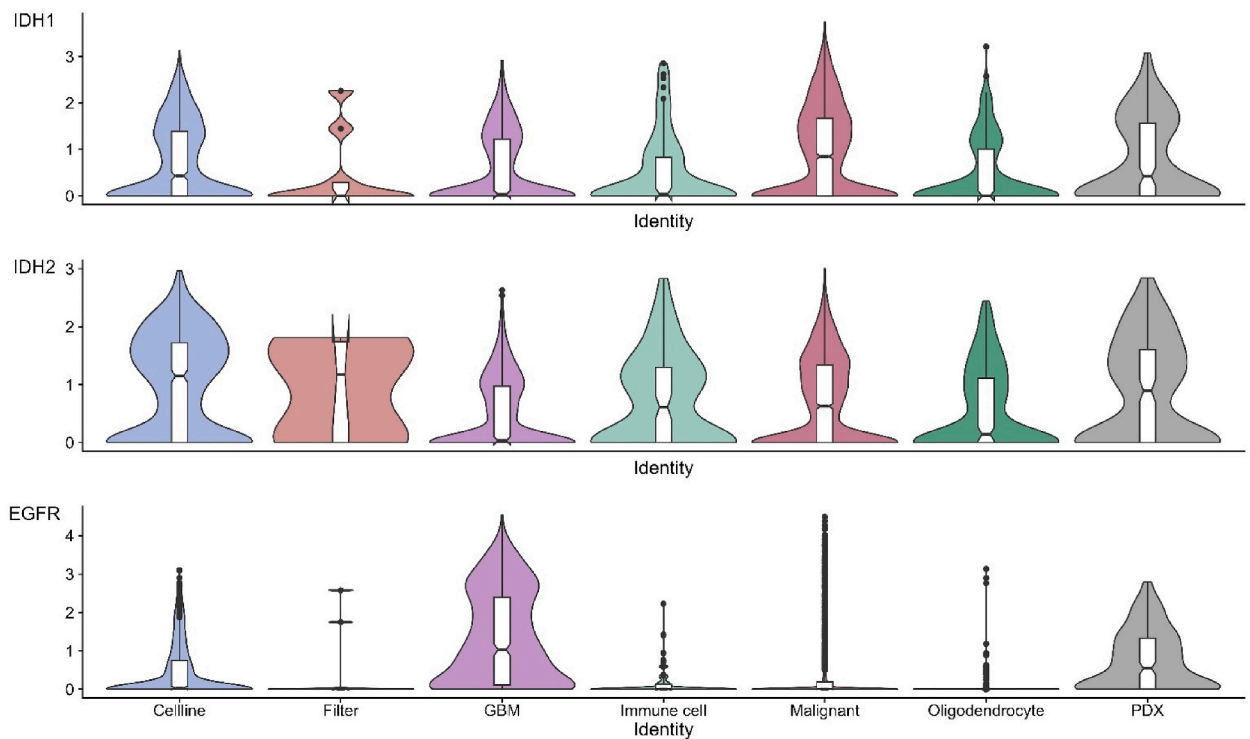 IDH1
3
2
1
0
Identity
IDH2
3
2
1
0
Identity
EGFR
4
3
2
1
0
Cellline Filter GBM Immune cell Malignant Oligodendrocyte PDX
Identity